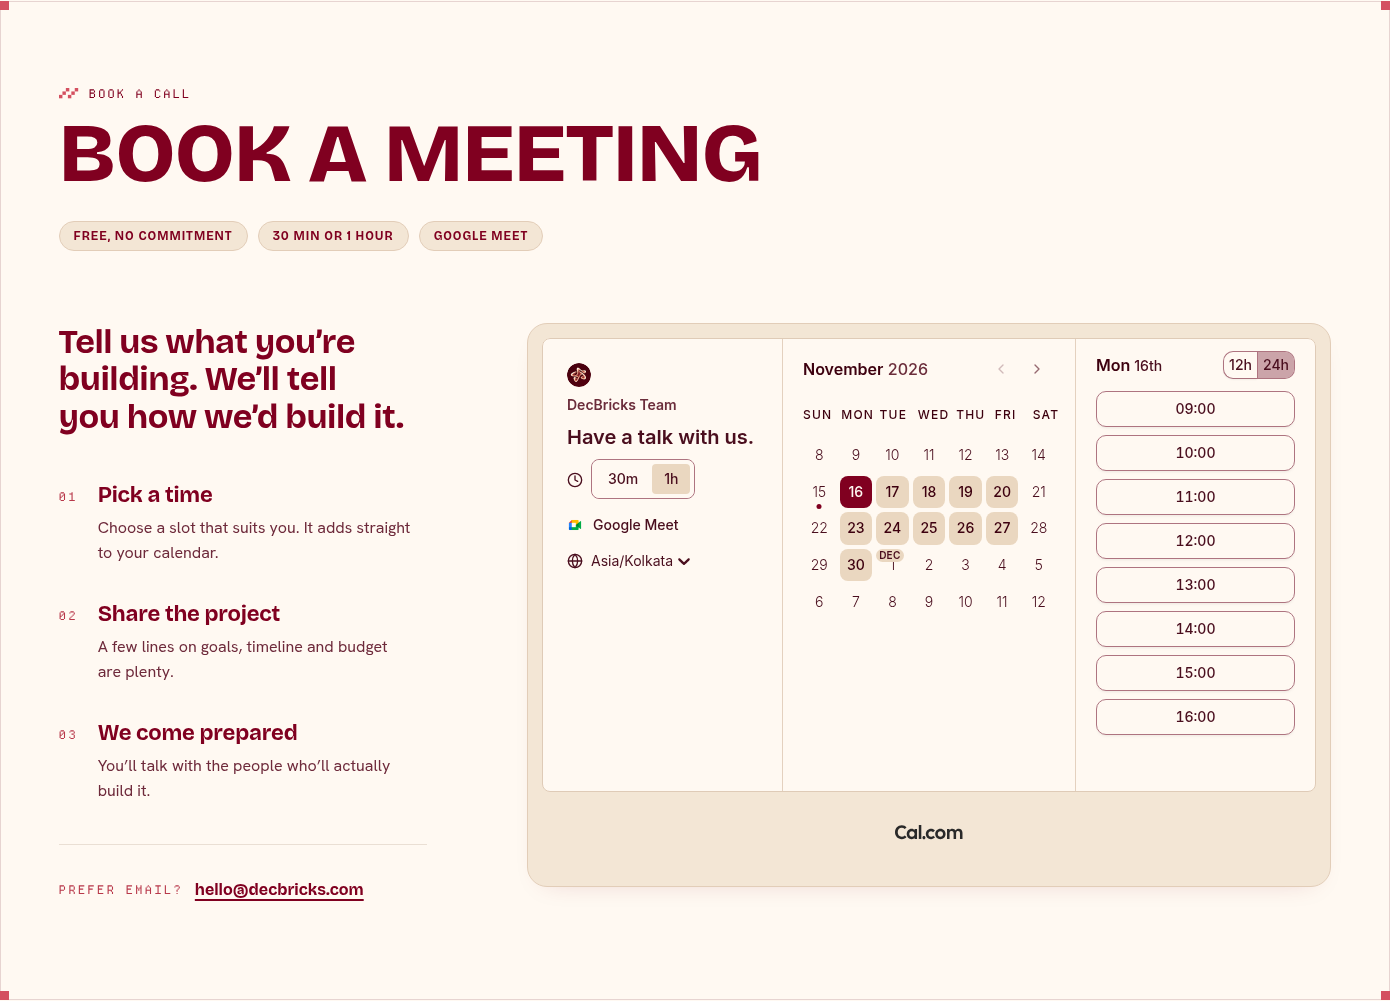 BOOK A CALL
BOOK A MEETING
FREE, NO COMMITMENT
30 MIN OR 1 HOUR
GOOGLE MEET
Tell us what you’re
building. We’ll tell
you how we’d build it.
01 Pick a time
Choose a slot that suits you. It adds straight
to your calendar.
02 Share the project
A few lines on goals, timeline and budget
are plenty.
03 We come prepared
You’ll talk with the people who’ll actually
build it.
PREFER EMAIL? hello@decbricks.com
DecBricks Team
Have a talk with us.
30m 1h
Google Meet
Asia/Kolkata
November 2026
SUN MON TUE WED THU FRI SAT
8 9 10 11 12 13 14
15 16 17 18 19 20 21
22 23 24 25 26 27 28
DEC
29 30 1 2 3 4 5
6 7 8 9 10 11 12
Mon 16th
12h 24h
09:00
10:00
11:00
12:00
13:00
14:00
15:00
16:00
Cal.com